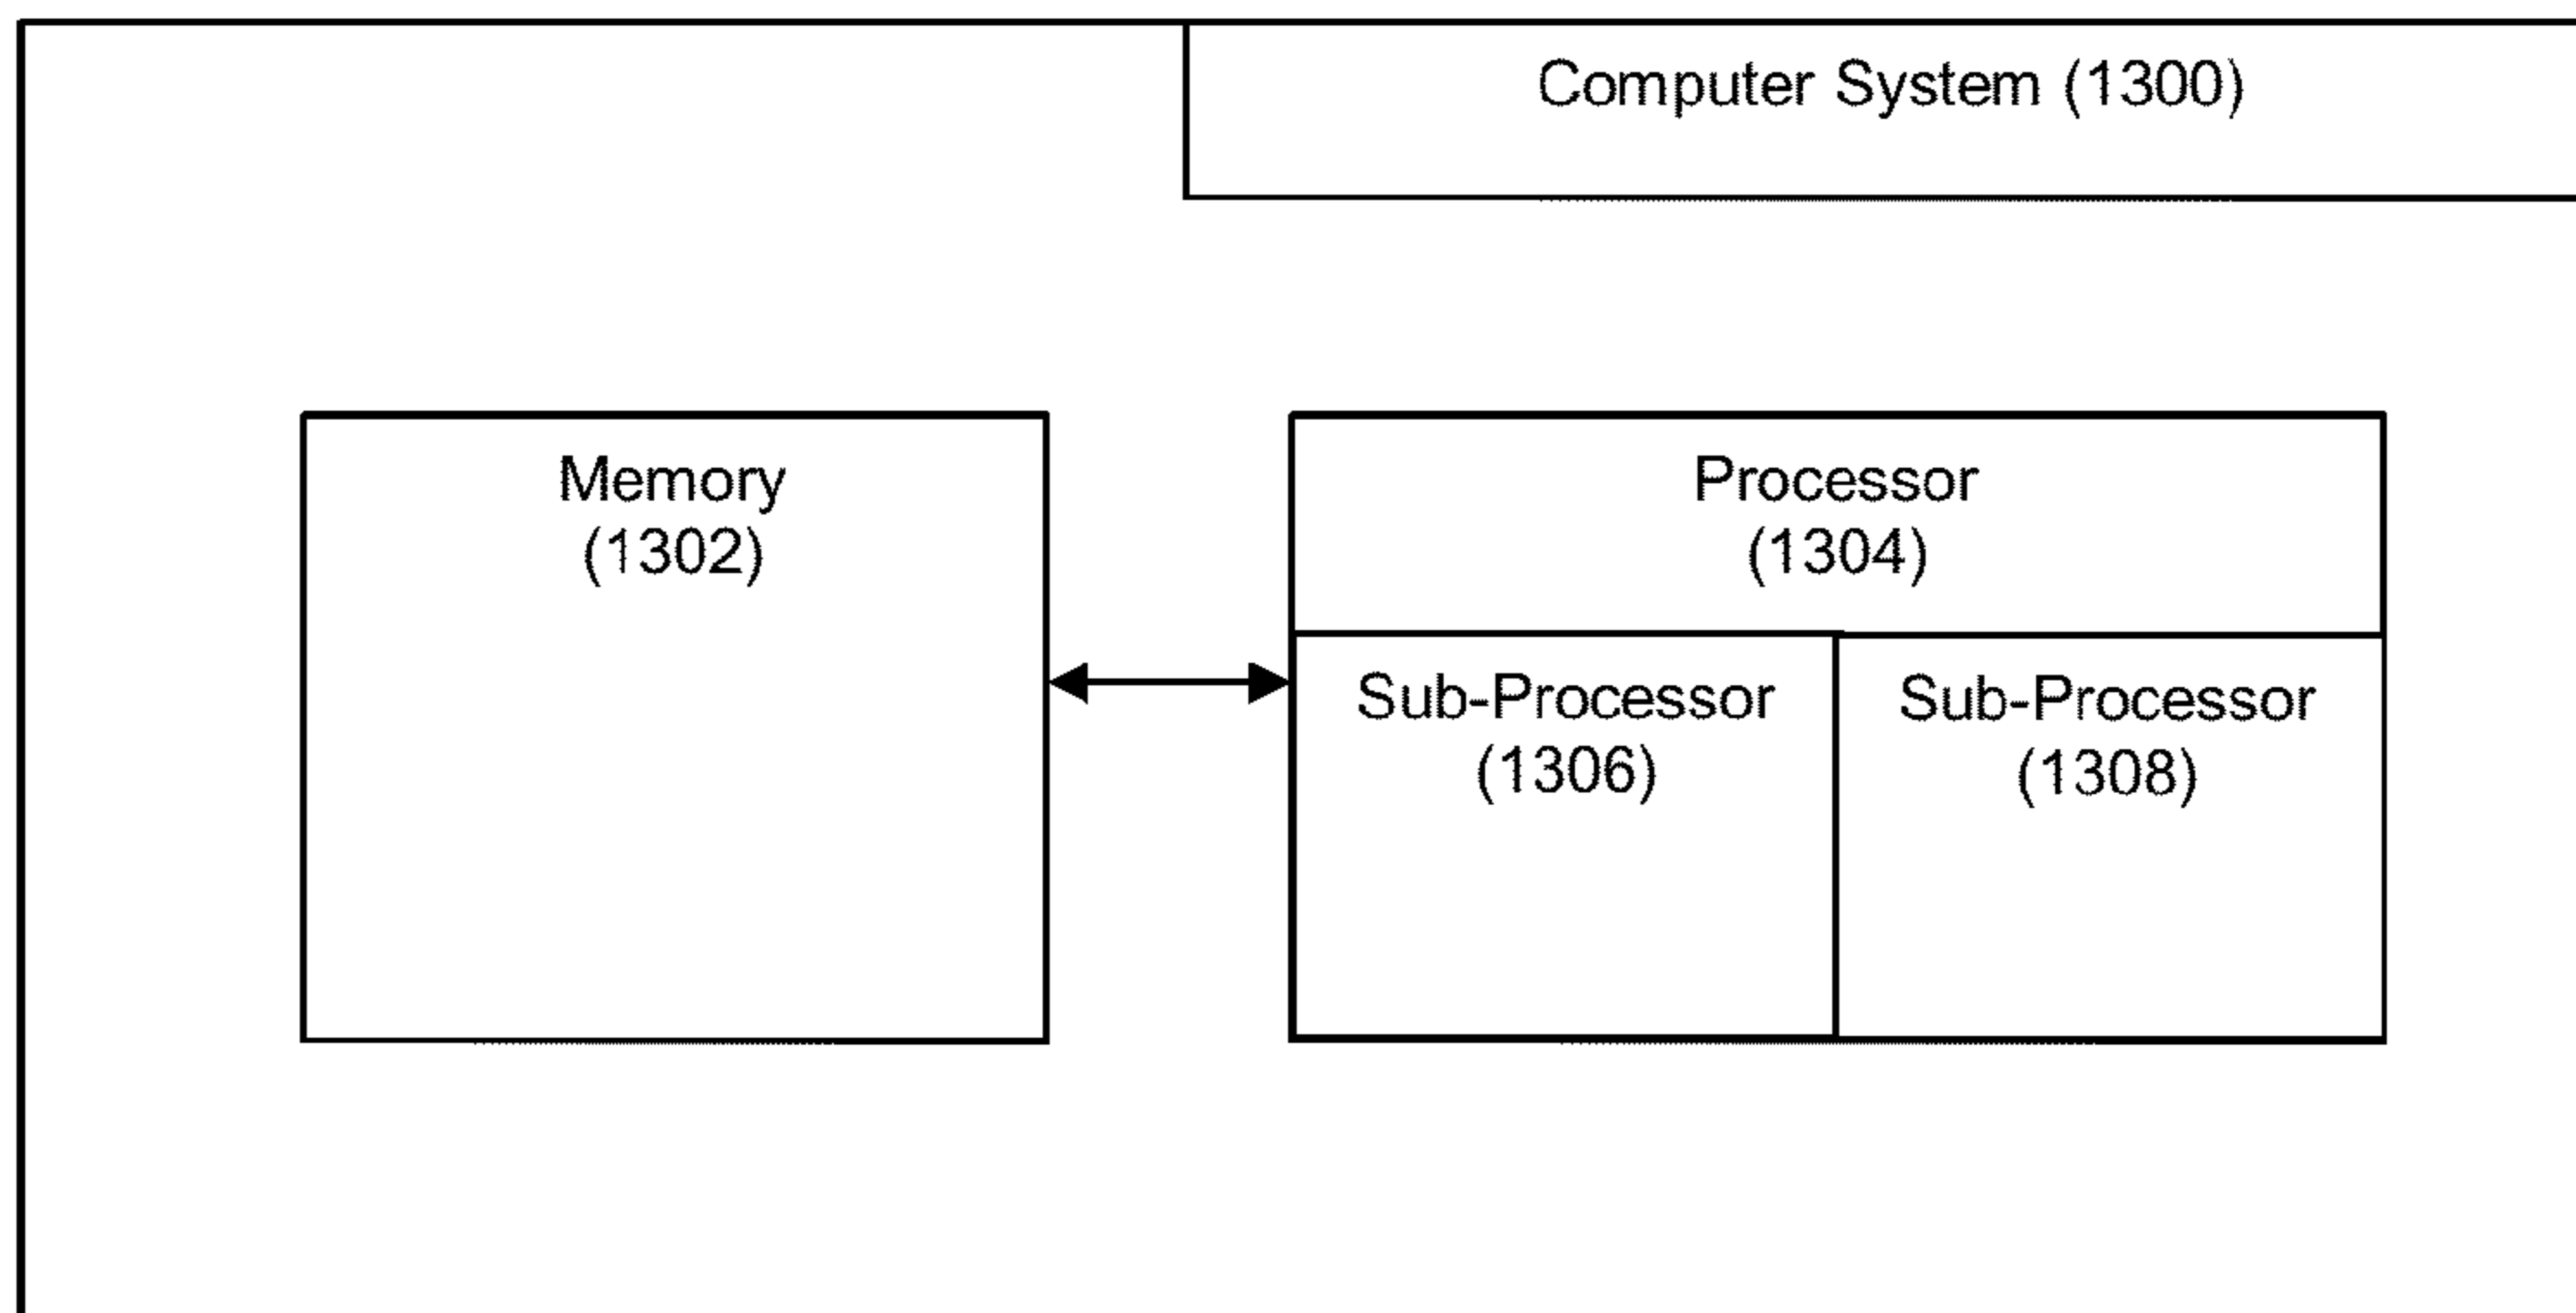 Computer System (1300)
Memory
(1302)
Processor
(1304)
Sub-Processor
(1306)
Sub-Processor
(1308)